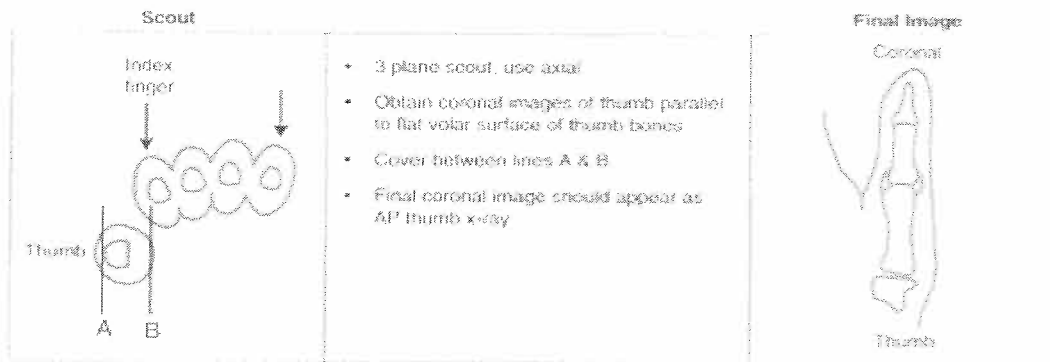 Scout
Index
finger
Thumb
A B
• 3 plane scout, use axial
• Obtain coronal images of thumb parallel
to flat volar surface of thumb bones
• Cover between lines A & B
• Final coronal image should appear as
AP thumb x-ray
Final Image
Coronal
Thumb